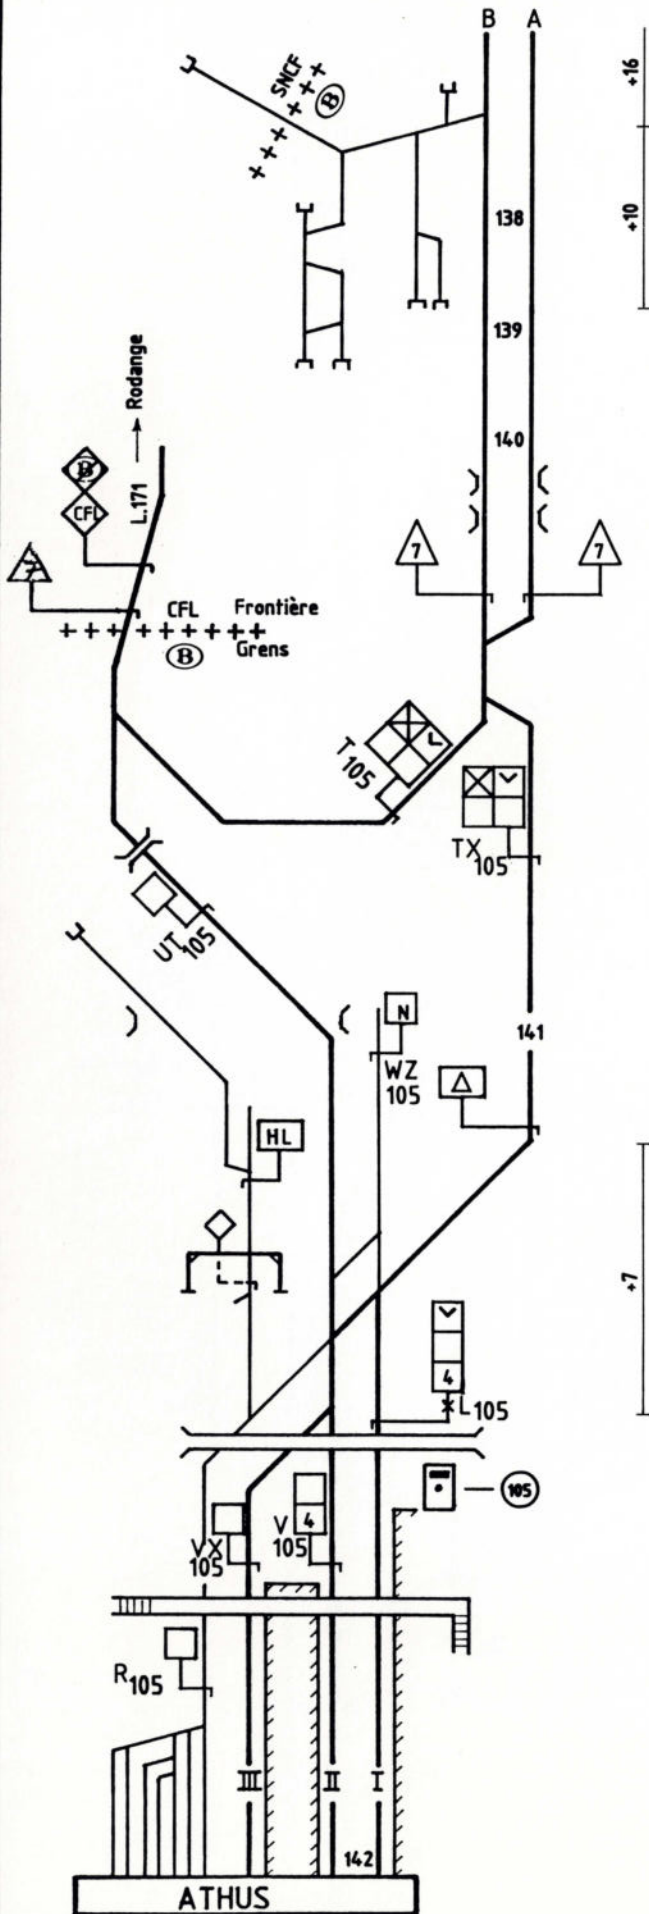 B A
+16
SNCF
B
138
+10
139
140
Rodange
L.171
B
CFL
7
7
7
CFL Frontière
B Grens
T 105
TX 105
UT 105
N
WZ 105
141
HL
+7
4
L 105
105
4
V 105
VX 105
R 105
III II I
142
ATHUS